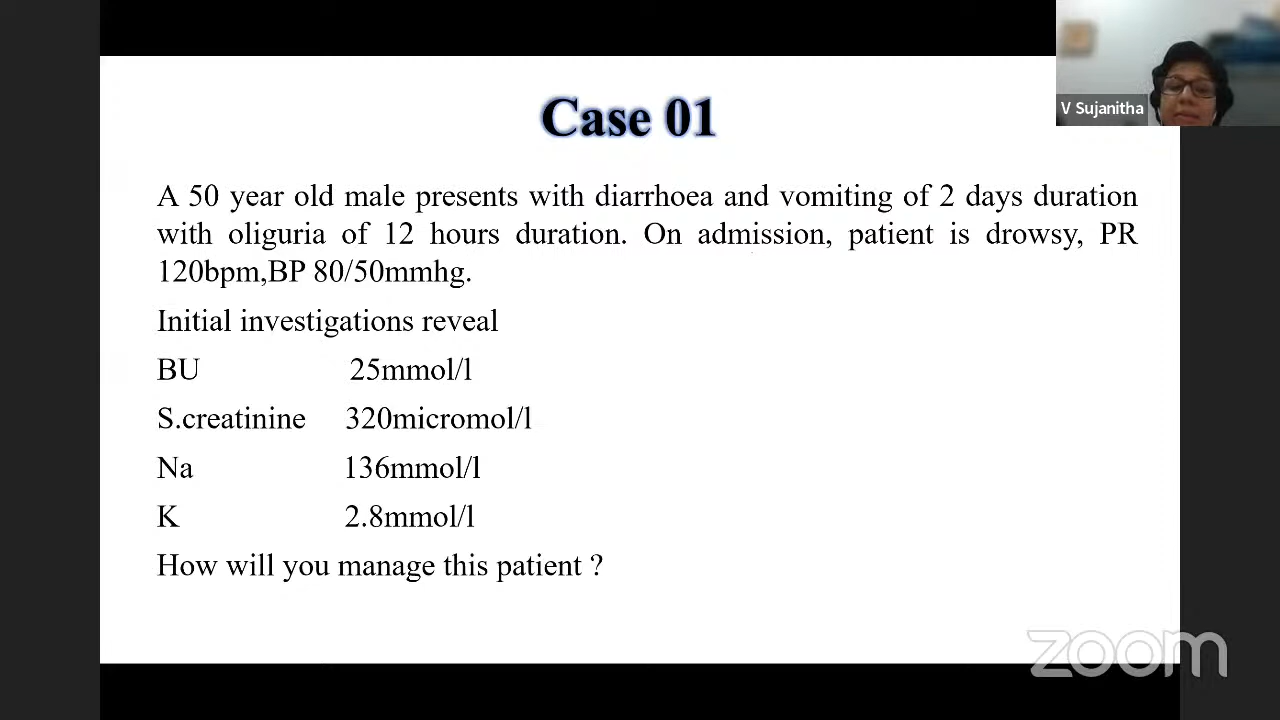 V Sujanitha
Case 01
A 50 year old male presents with diarrhoea and vomiting of 2 days duration
with oliguria of 12 hours duration. On admission, patient is drowsy, PR
120bpm,BP 80/50mmhg.
Initial investigations reveal
BU 25mmol/l
S.creatinine 320micromol/l
Na 136mmol/l
K 2.8mmol/l
How will you manage this patient ?
zoom